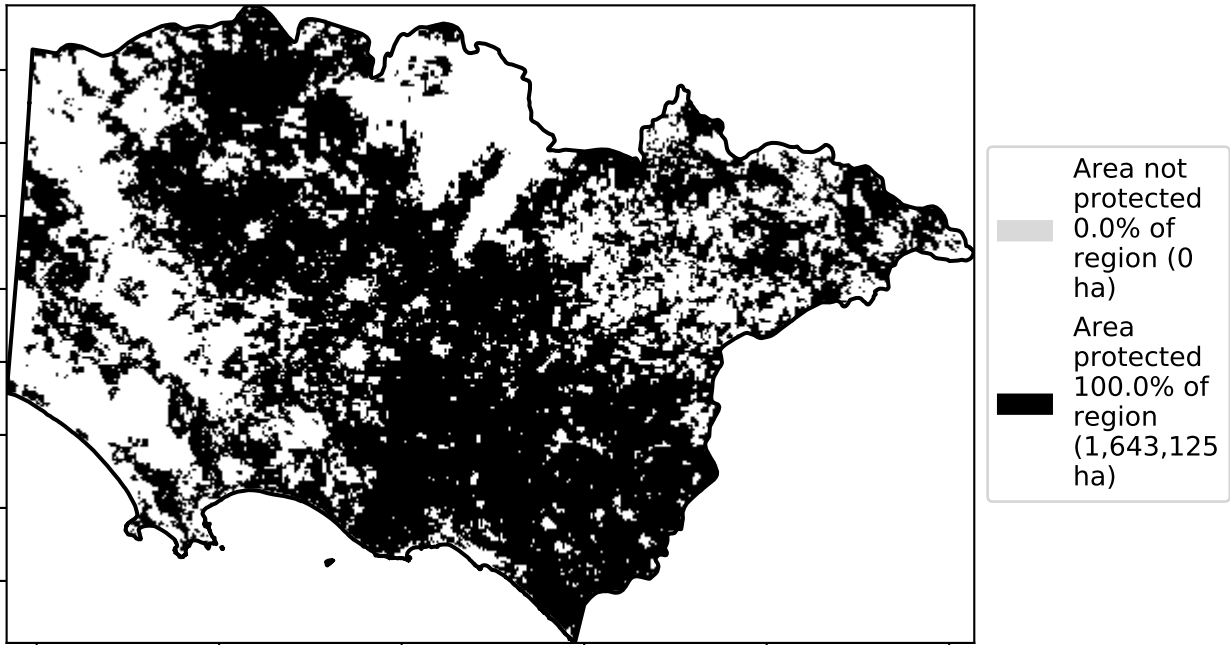 Area not
protected
0.0% of
region (0
ha)
Area
protected
100.0% of
region
(1,643,125
ha)